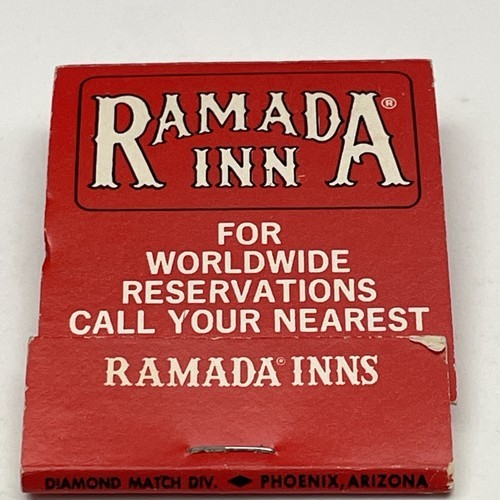 RAMADA®
INN
FOR
WORLDWIDE
RESERVATIONS
CALL YOUR NEAREST
RAMADA® INNS
DIAMOND MATCH DIV. ◆ PHOENIX, ARIZONA